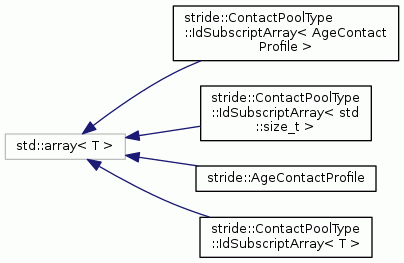 stride::ContactPoolType
::IdSubscriptArray< AgeContact
Profile >
stride::ContactPoolType
::IdSubscriptArray< std
::size_t >
std::array< T >
stride::AgeContactProfile
stride::ContactPoolType
::IdSubscriptArray< T >